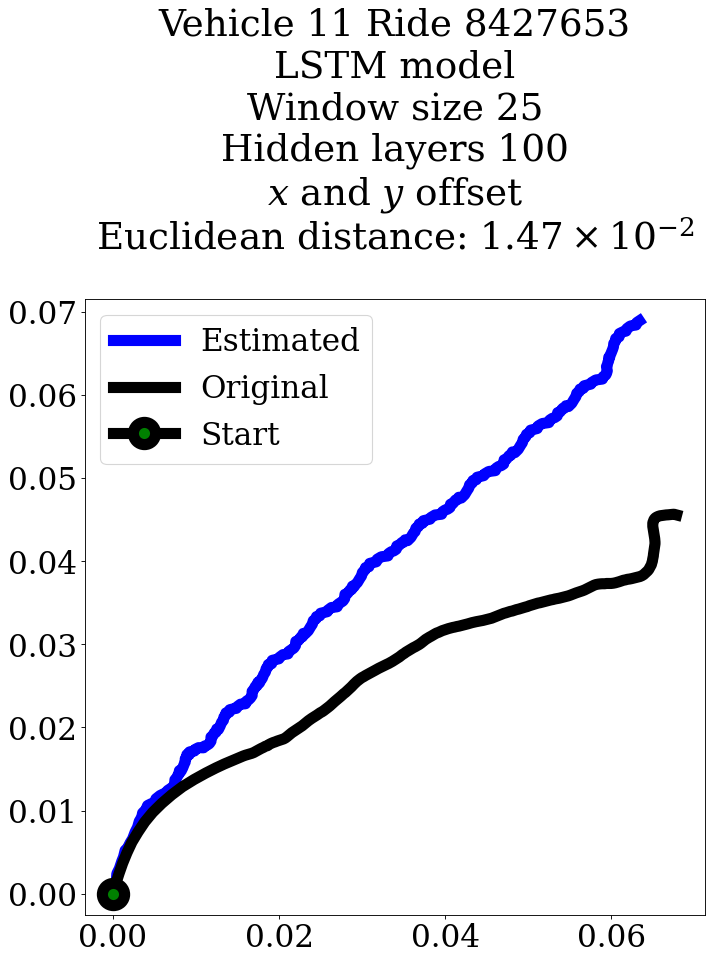 Vehicle 11 Ride 8427653
LSTM model
Window size 25
Hidden layers 100
x and y offset
Euclidean distance: 1.47 × 10⁻²
0.07
0.06
0.05
0.04
0.03
0.02
0.01
0.00
Estimated
Original
Start
0.00 0.02 0.04 0.06